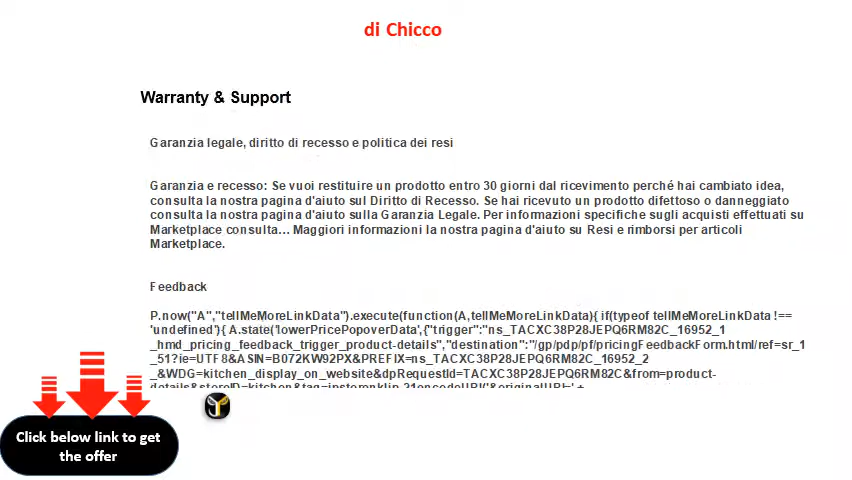 di Chicco
Warranty & Support
Garanzia legale, diritto di recesso e politica dei resi
Garanzia e recesso: Se vuoi restituire un prodotto entro 30 giorni dal ricevimento perché hai cambiato idea,
consulta la nostra pagina d'aiuto sul Diritto di Recesso. Se hai ricevuto un prodotto difettoso o danneggiato
consulta la nostra pagina d'aiuto sulla Garanzia Legale. Per informazioni specifiche sugli acquisti effettuati su
Marketplace consulta... Maggiori informazioni la nostra pagina d'aiuto su Resi e rimborsi per articoli
Marketplace.
Feedback
P.now("A","tellMeMoreLinkData").execute(function(A,tellMeMoreLinkData){ if(typeof tellMeMoreLinkData !==
'undefined'){ A.state('lowerPricePopoverData',{"trigger":"ns_TACXC38P28JEPQ6RM82C_16952_1
_hmd_pricing_feedback_trigger_product-details","destination":"/gp/pdp/pf/pricingFeedbackForm.html/ref=sr_1
_51?ie=UTF8&ASIN=B072KW92PX&PREFIX=ns_TACXC38P28JEPQ6RM82C_16952_2
_&WDG=kitchen_display_on_website&dpRequestId=TACXC38P28JEPQ6RM82C&from=product-
Click below link to get
the offer